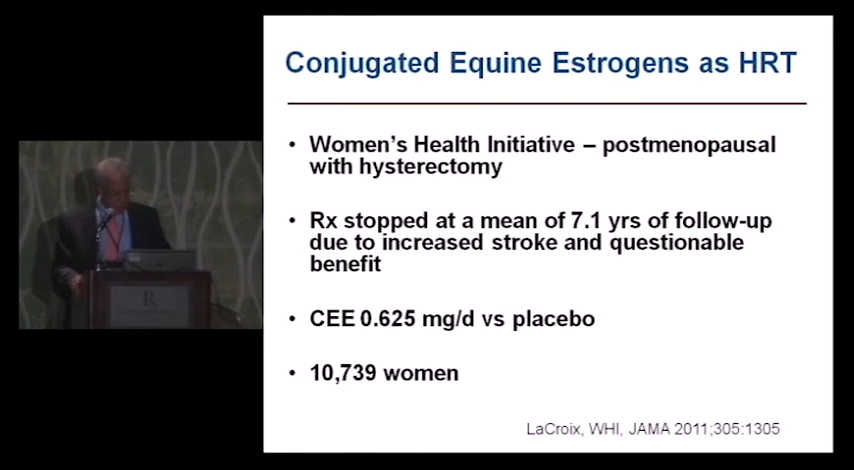 Conjugated Equine Estrogens as HRT
• Women's Health Initiative – postmenopausal
with hysterectomy
• Rx stopped at a mean of 7.1 yrs of follow-up
due to increased stroke and questionable
benefit
• CEE 0.625 mg/d vs placebo
• 10,739 women
LaCroix, WHI, JAMA 2011;305:1305
R